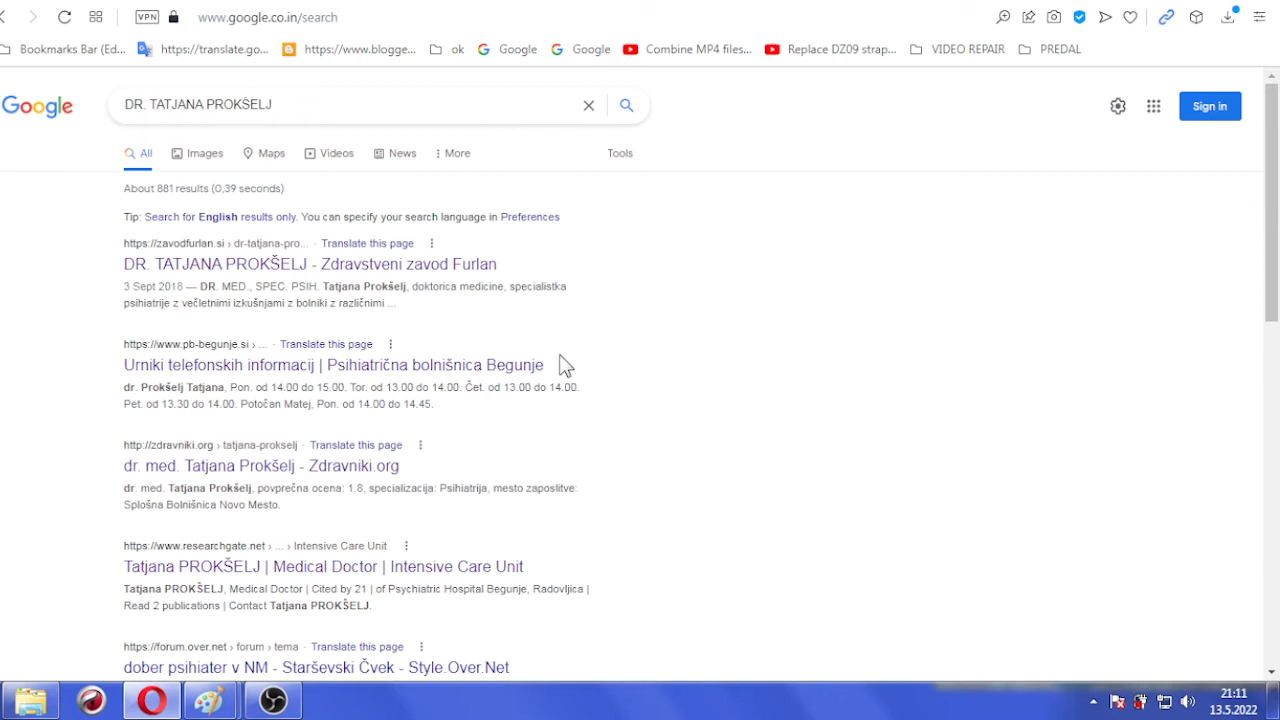 VPN www.google.co.in/search
Bookmarks Bar (Ed... https://translate.go... https://www.blogge... ok Google Google Combine MP4 files... Replace DZ09 strap... VIDEO REPAIR PREDAL
Google DR. TATJANA PROKŠELJ Sign in
All Images Maps Videos News More Tools
About 881 results (0,39 seconds)
Tip: Search for English results only. You can specify your search language in Preferences
https://zavodfurlan.si › dr-tatjana-pro... · Translate this page
DR. TATJANA PROKŠELJ - Zdravstveni zavod Furlan
3 Sept 2018 — DR. MED., SPEC. PSIH. Tatjana Prokšelj, doktorica medicine, specialistka
psihiatrije z večletnimi izkušnjami z bolniki z različnimi ...
https://www.pb-begunje.si › ... · Translate this page
Urniki telefonskih informacij | Psihiatrična bolnišnica Begunje
dr. Prokšelj Tatjana, Pon. od 14.00 do 15.00. Tor. od 13.00 do 14.00. Čet. od 13.00 do 14.00.
Pet. od 13.30 do 14.00. Potočan Matej, Pon. od 14.00 do 14.45.
http://zdravniki.org › tatjana-prokselj · Translate this page
dr. med. Tatjana Prokšelj - Zdravniki.org
dr. med. Tatjana Prokšelj, povprečna ocena: 1.8, specializacija: Psihiatrija, mesto zaposlitve:
Splošna Bolnišnica Novo Mesto.
https://www.researchgate.net › ... › Intensive Care Unit
Tatjana PROKŠELJ | Medical Doctor | Intensive Care Unit
Tatjana PROKŠELJ, Medical Doctor | Cited by 21 | of Psychiatric Hospital Begunje, Radovljica |
Read 2 publications | Contact Tatjana PROKŠELJ.
https://forum.over.net › forum › tema · Translate this page
dober psihiater v NM - Starševski Čvek - Style.Over.Net
21:11
13.5.2022